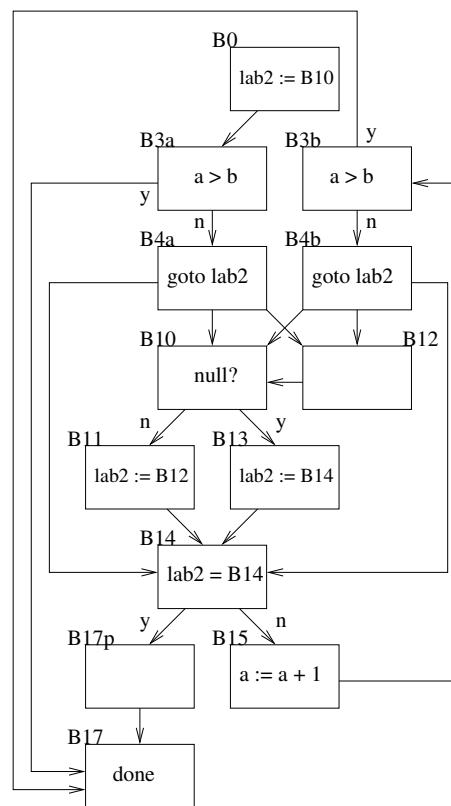 B0
lab2 := B10
B3a
a > b
y
n
B3b
a > b
y
n
B4a
goto lab2
B4b
goto lab2
B10
null?
n
y
B12
B11
lab2 := B12
B13
lab2 := B14
B14
lab2 = B14
y
n
B17p
B15
a := a + 1
B17
done